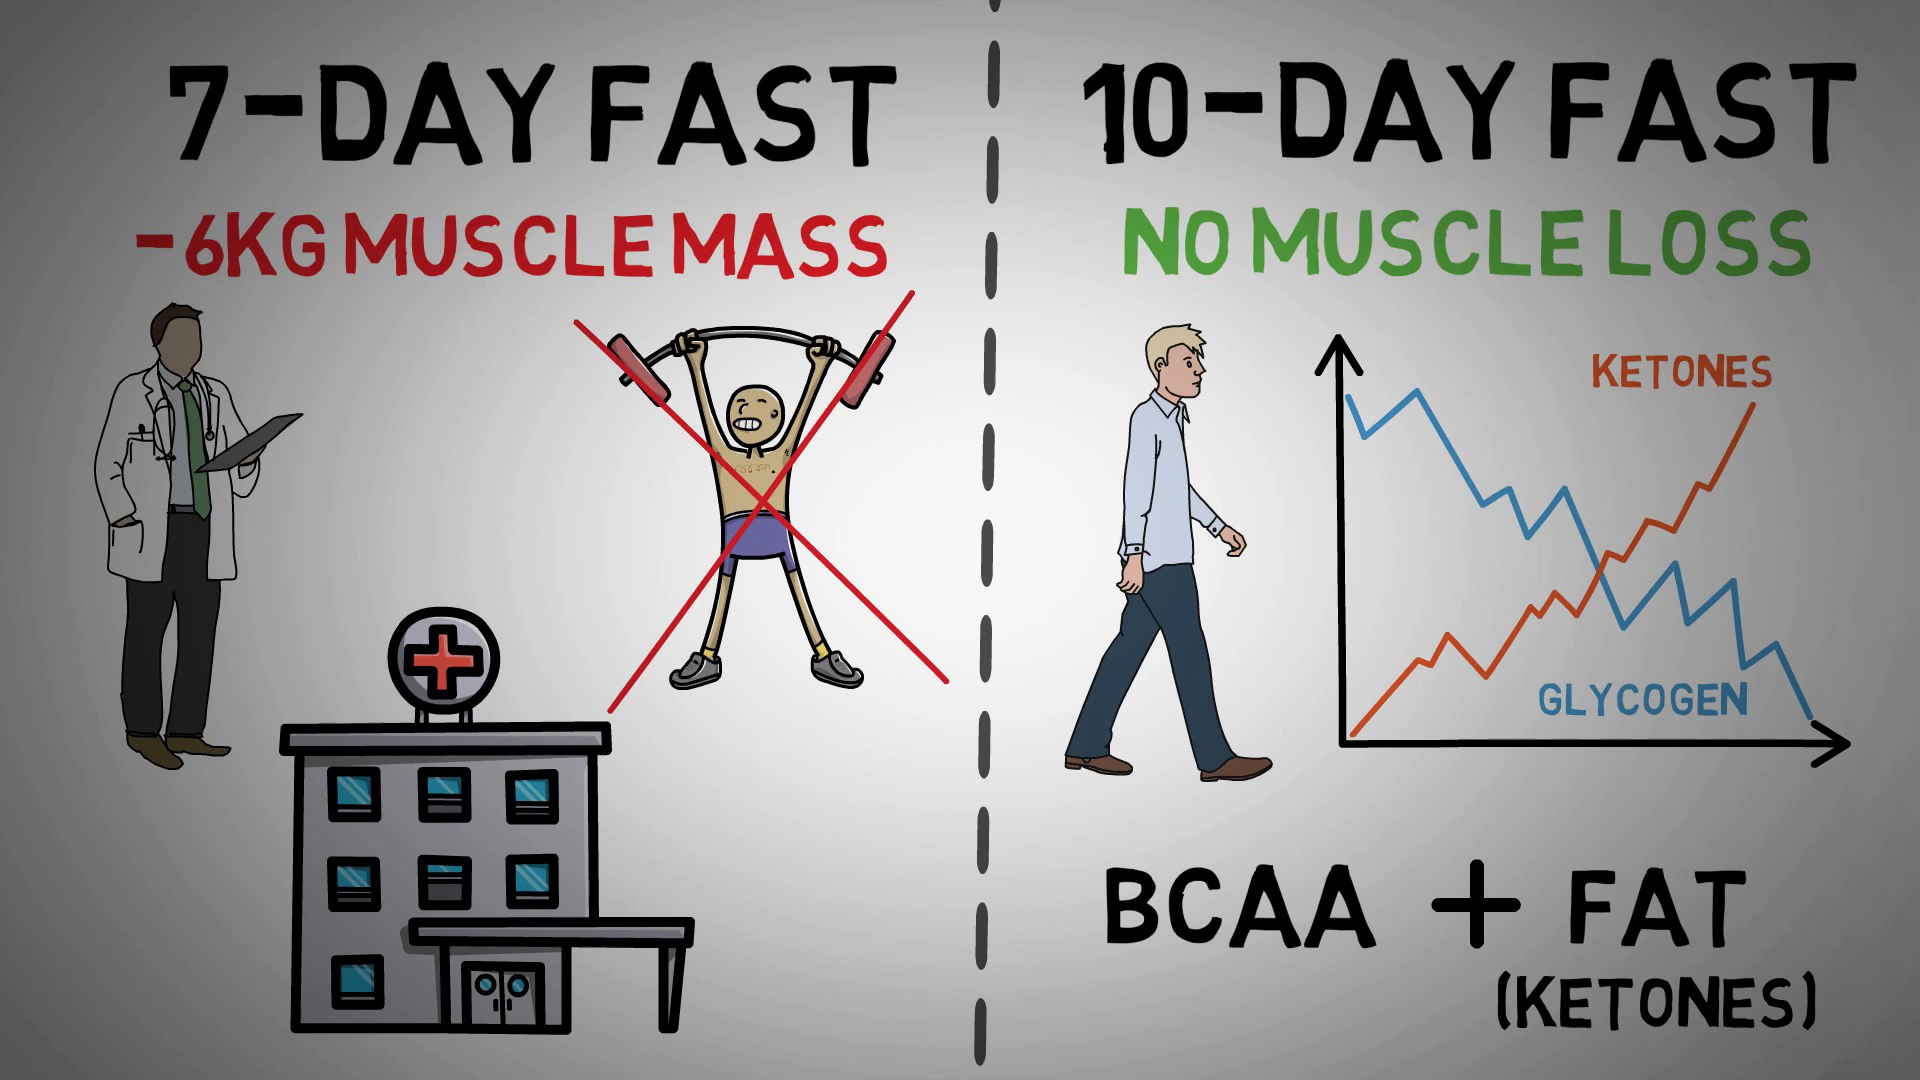 7-DAY FAST
-6KG MUSCLE MASS
10-DAY FAST
NO MUSCLE LOSS
KETONES
GLYCOGEN
BCAA + FAT
(KETONES)